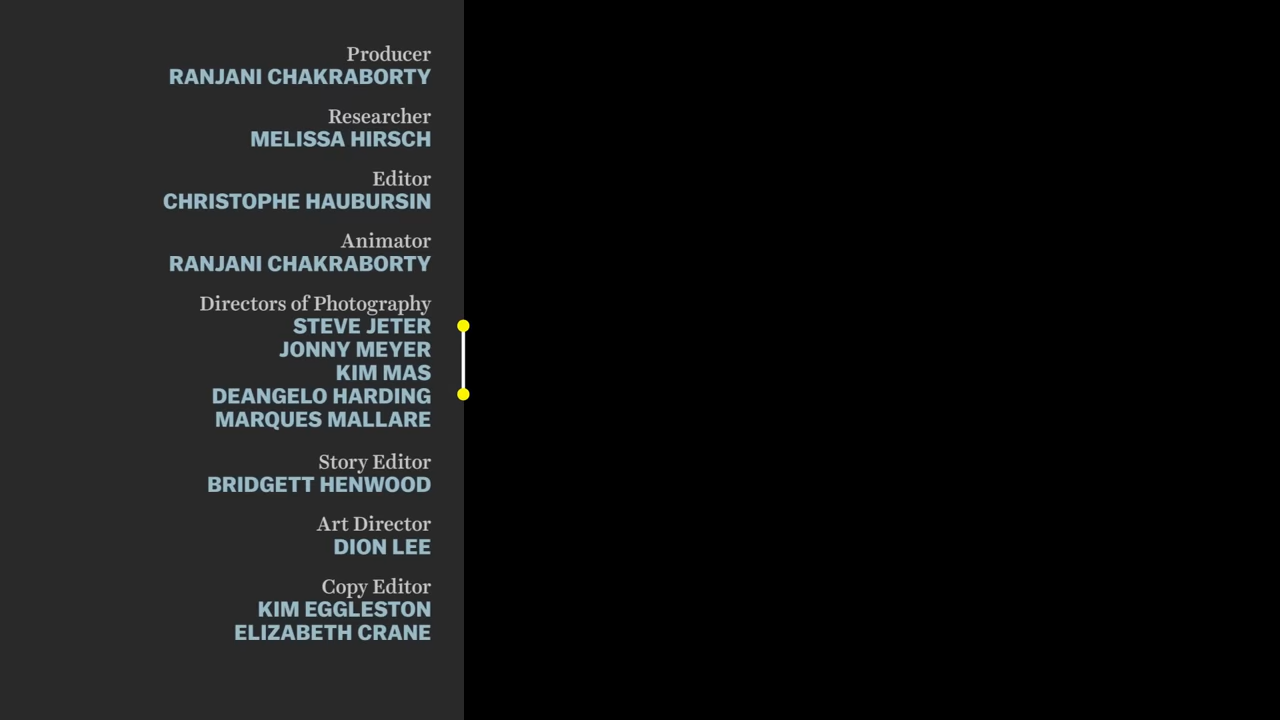 Producer
RANJANI CHAKRABORTY
Researcher
MELISSA HIRSCH
Editor
CHRISTOPHE HAUBURSIN
Animator
RANJANI CHAKRABORTY
Directors of Photography
STEVE JETER
JONNY MEYER
KIM MAS
DEANGELO HARDING
MARQUES MALLARE
Story Editor
BRIDGETT HENWOOD
Art Director
DION LEE
Copy Editor
KIM EGGLESTON
ELIZABETH CRANE